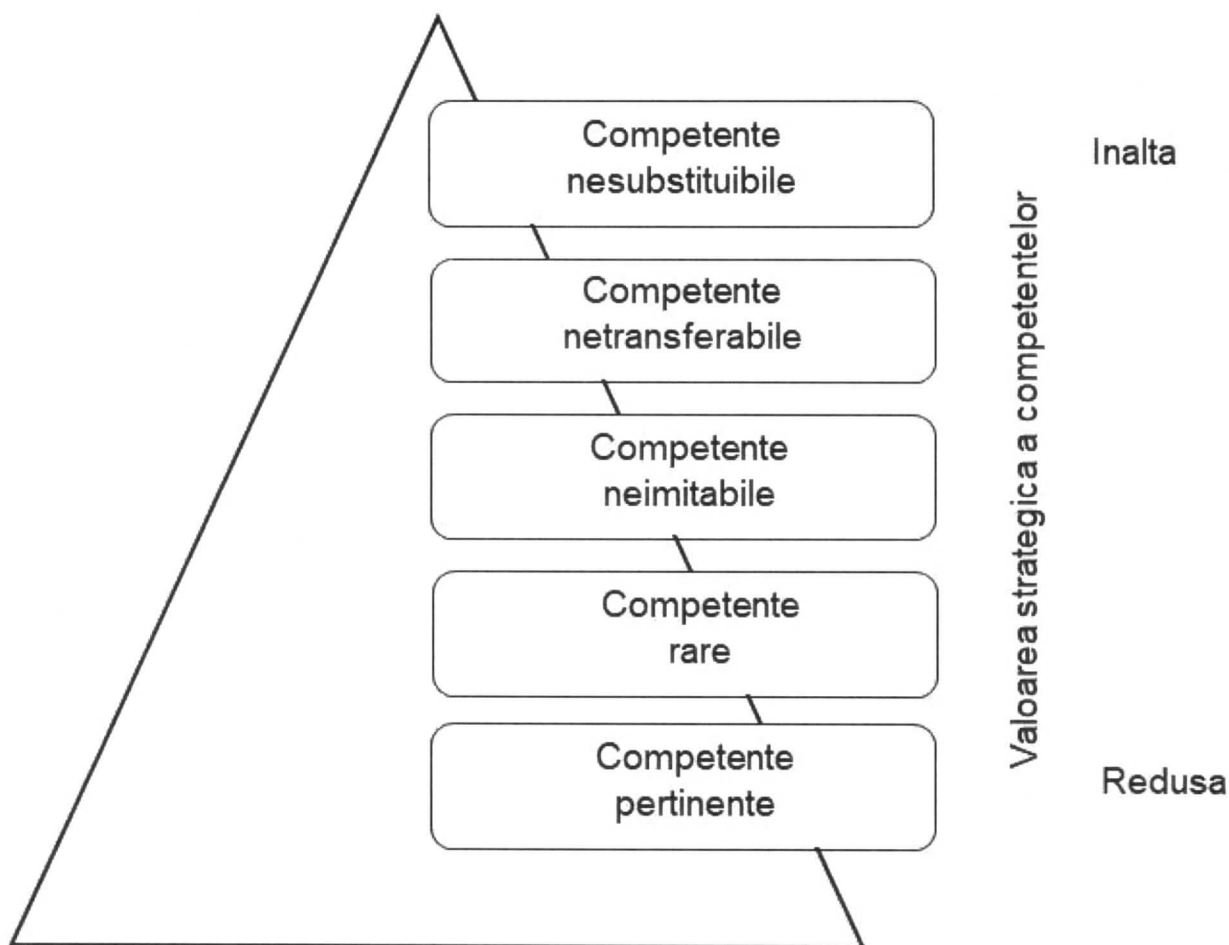 Competente
nesubstituibile
Inalta
Competente
netransferabile
Competente
neimitabile
Valoarea strategica a competentelor
Competente
rare
Competente
pertinente
Redusa